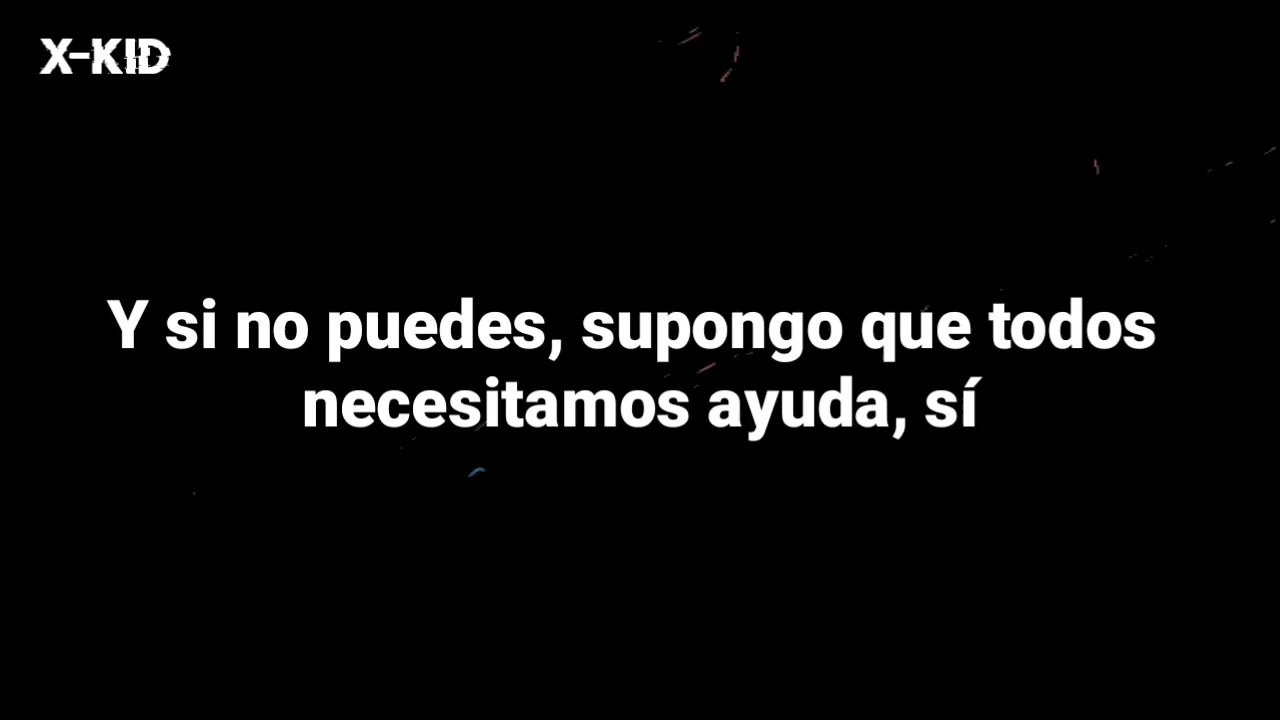 X-KID
Y si no puedes, supongo que todos
necesitamos ayuda, sí